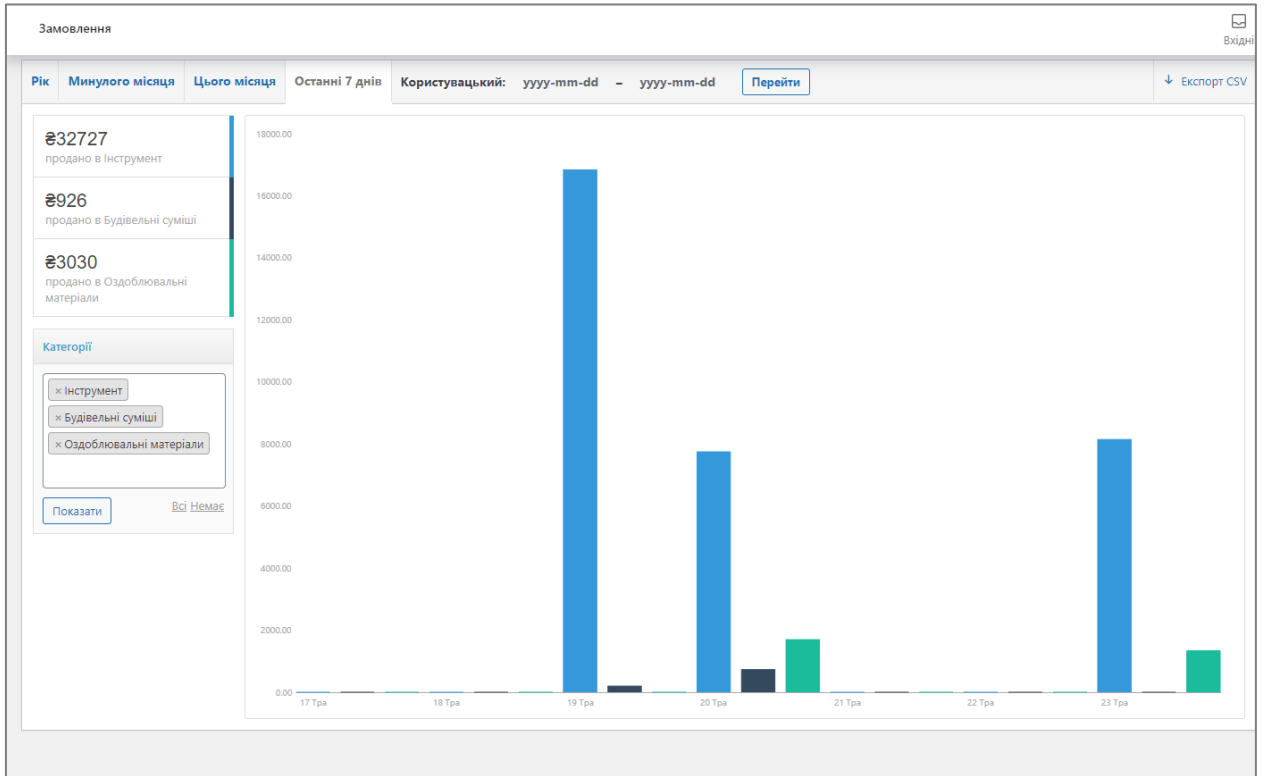 Замовлення
Вхідні
Рік Минулого місяця Цього місяця Останні 7 днів Користувацький: yyyy-mm-dd – yyyy-mm-dd Перейти Експорт CSV
₴32727
продано в Інструмент
₴926
продано в Будівельні суміші
₴3030
продано в Оздоблювальні
матеріали
Категорії
× Інструмент
× Будівельні суміші
× Оздоблювальні матеріали
Показати Всі Немає
18000.00
16000.00
14000.00
12000.00
10000.00
8000.00
6000.00
4000.00
2000.00
0.00
17 Тра 18 Тра 19 Тра 20 Тра 21 Тра 22 Тра 23 Тра